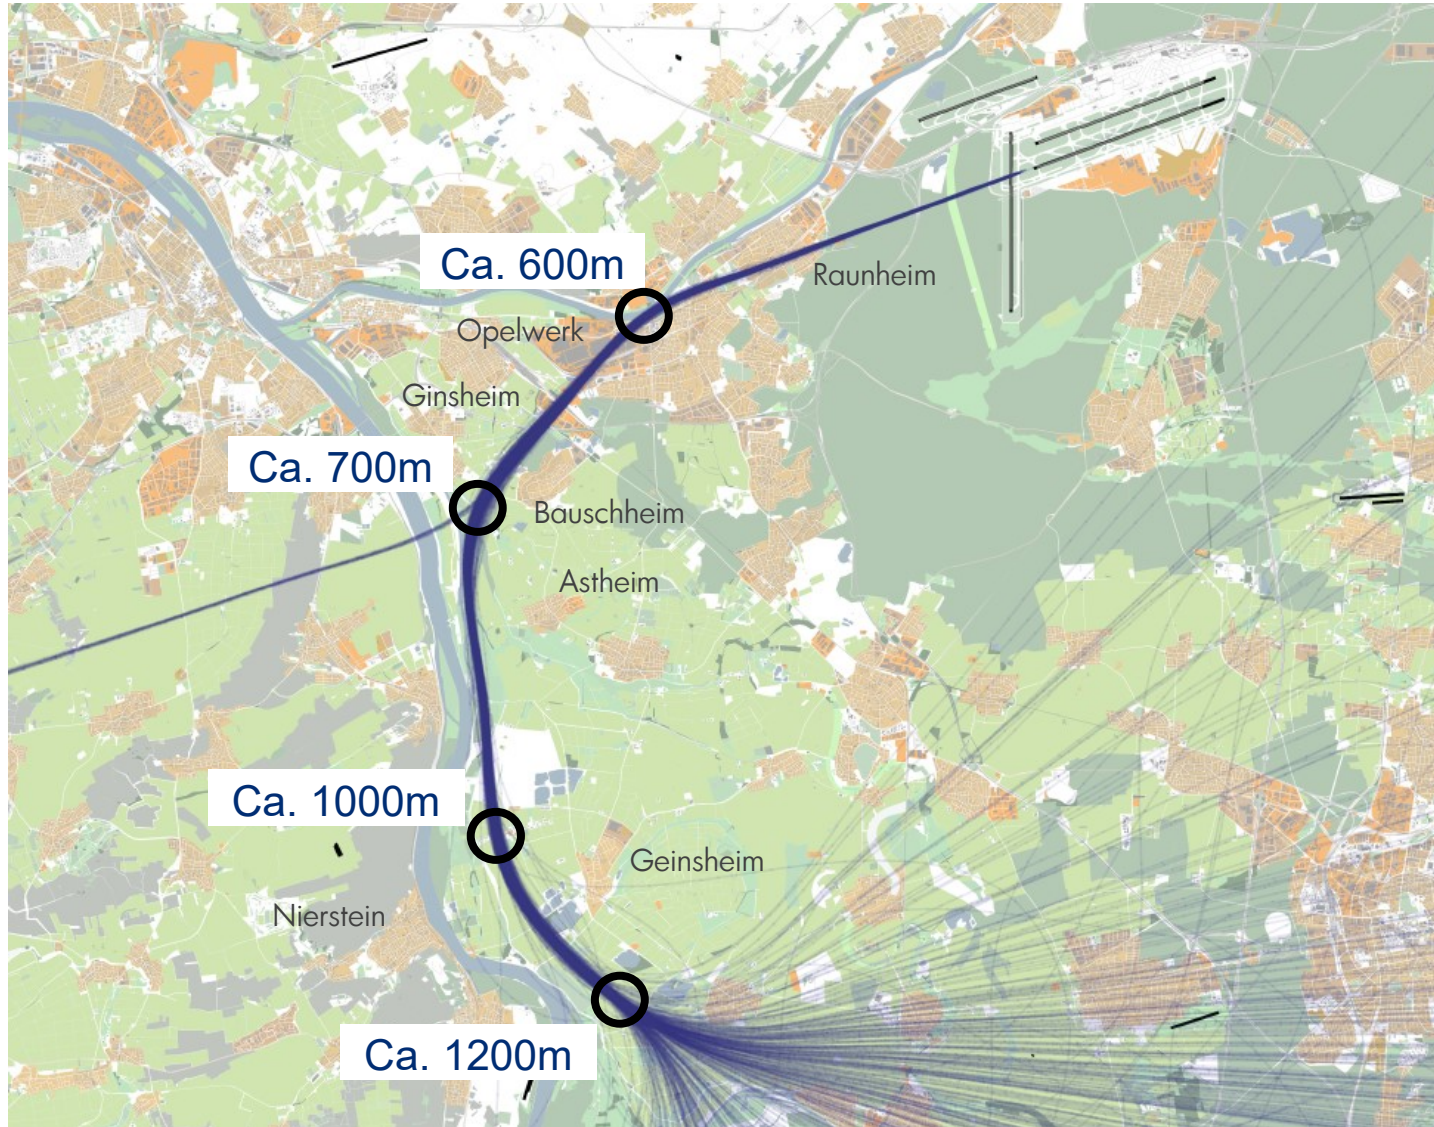 Ca. 600m
Raunheim
Opelwerk
Ginsheim
Ca. 700m
Bauschheim
Astheim
Ca. 1000m
Geinsheim
Nierstein
Ca. 1200m